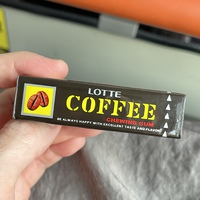 LOTTE
COFFEE
CHEWING GUM
BE ALWAYS HAPPY WITH EXCELLENT TASTE AND FLAVOR